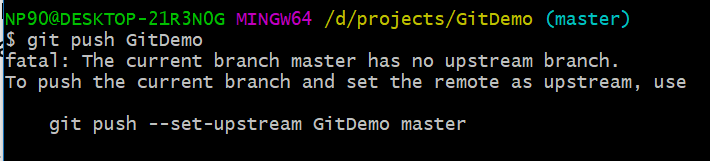 NP90@DESKTOP-21R3NOG MINGW64 /d/projects/GitDemo (master)
$ git push GitDemo
fatal: The current branch master has no upstream branch.
To push the current branch and set the remote as upstream, use
    git push --set-upstream GitDemo master